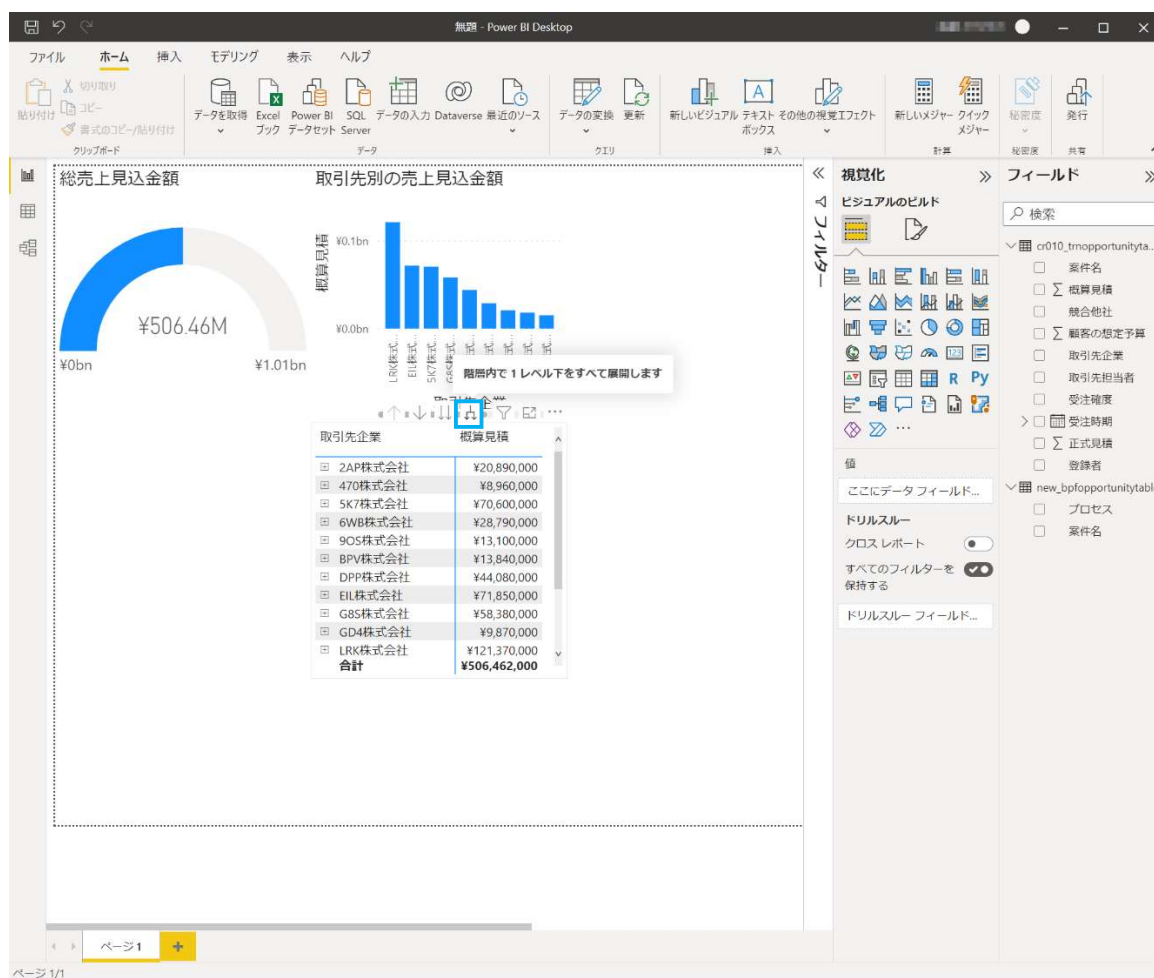 無題 - Power BI Desktop
ファイル ホーム 挿入 モデリング 表示 ヘルプ
貼り付け
切り取り
コピー
書式のコピー/貼り付け
クリップボード
データを取得
Excel ブック
Power BI データセット
SQL Server
データの入力
Dataverse
最近のソース
データ
データの変換
更新
クエリ
新しいビジュアル
テキスト ボックス
その他の視覚エフェクト
挿入
新しいメジャー
クイック メジャー
計算
秘密度
秘密度
発行
共有
総売上見込金額
¥506.46M
¥0bn
¥1.01bn
取引先別の売上見込金額
概算見積
¥0.1bn
¥0.0bn
LRK株式...
EIL株式...
5K7株式...
G8S株式...
階層内で 1 レベル下をすべて展開します
取引先企業 概算見積
2AP株式会社 ¥20,890,000
470株式会社 ¥8,960,000
5K7株式会社 ¥70,600,000
6WB株式会社 ¥28,790,000
9OS株式会社 ¥13,100,000
BPV株式会社 ¥13,840,000
DPP株式会社 ¥44,080,000
EIL株式会社 ¥71,850,000
G8S株式会社 ¥58,380,000
GD4株式会社 ¥9,870,000
LRK株式会社 ¥121,370,000
合計 ¥506,462,000
フィルター
視覚化
ビジュアルのビルド
123
R Py
値
ここにデータ フィールド...
ドリルスルー
クロス レポート
すべてのフィルターを
保持する
ドリルスルー フィールド...
フィールド
検索
cr010_trnopportunityta...
案件名
∑ 概算見積
競合他社
∑ 顧客の想定予算
取引先企業
取引先担当者
受注確度
受注時期
∑ 正式見積
登録者
new_bpfopportunitytabl
プロセス
案件名
ページ1
ページ 1/1